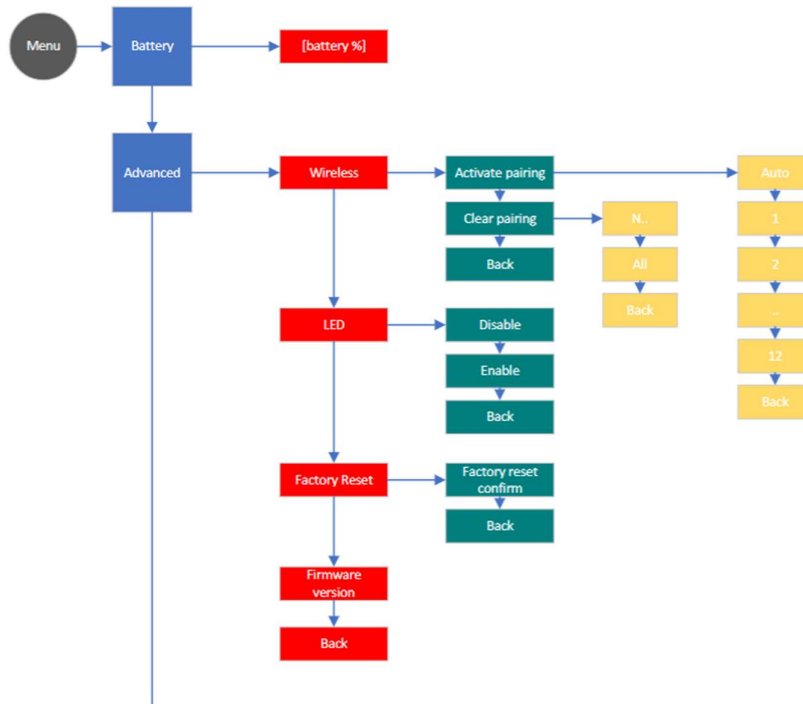 Menu
Battery
[battery %]
Advanced
Wireless
Activate pairing
Auto
Clear pairing
N..
1
Back
All
2
Back
..
LED
Disable
Enable
12
Back
Back
Factory Reset
Factory reset
confirm
Back
Firmware
version
Back